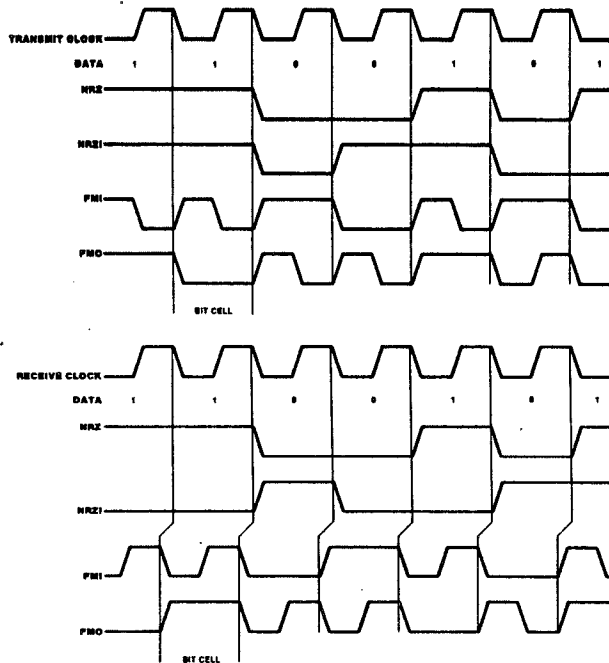 TRANSMIT CLOCK
DATA 1 1 0 0 1 0 1
NRZ
NRZI
FM1
FM0
BIT CELL
RECEIVE CLOCK
DATA 1 1 0 0 1 0 1
NRZ
NRZI
FM1
FM0
BIT CELL